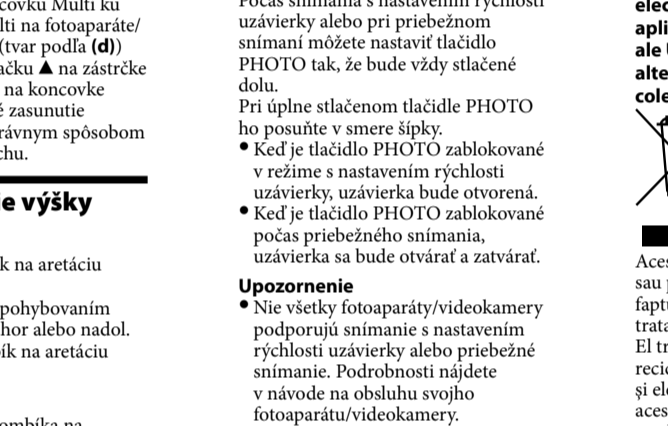 covku Multi ku
lti na fotoaparáte/
(tvar podľa (d))
ačku ▲ na zástrčke
na koncovke
é zasunutie
rávnym spôsobom
chu.
e výšky
k na aretáciu
pohybovaním
hor alebo nadol.
ík na aretáciu
ombíka na
Počas snímania s nastavením rýchlosti
uzávierky alebo pri priebežnom
snímaní môžete nastaviť tlačidlo
PHOTO tak, že bude vždy stlačené
dolu.
Pri úplne stlačenom tlačidle PHOTO
ho posuňte v smere šípky.
• Keď je tlačidlo PHOTO zablokované
v režime s nastavením rýchlosti
uzávierky, uzávierka bude otvorená.
• Keď je tlačidlo PHOTO zablokované
počas priebežného snímania,
uzávierka sa bude otvárať a zatvárať.
Upozornenie
• Nie všetky fotoaparáty/videokamery
podporujú snímanie s nastavením
rýchlosti uzávierky alebo priebežné
snímanie. Podrobnosti nájdete
v návode na obsluhu svojho
fotoaparátu/videokamery.
elec
apli
ale
alte
cole
Aces
sau
faptu
trata
El tr
recic
și el
aces